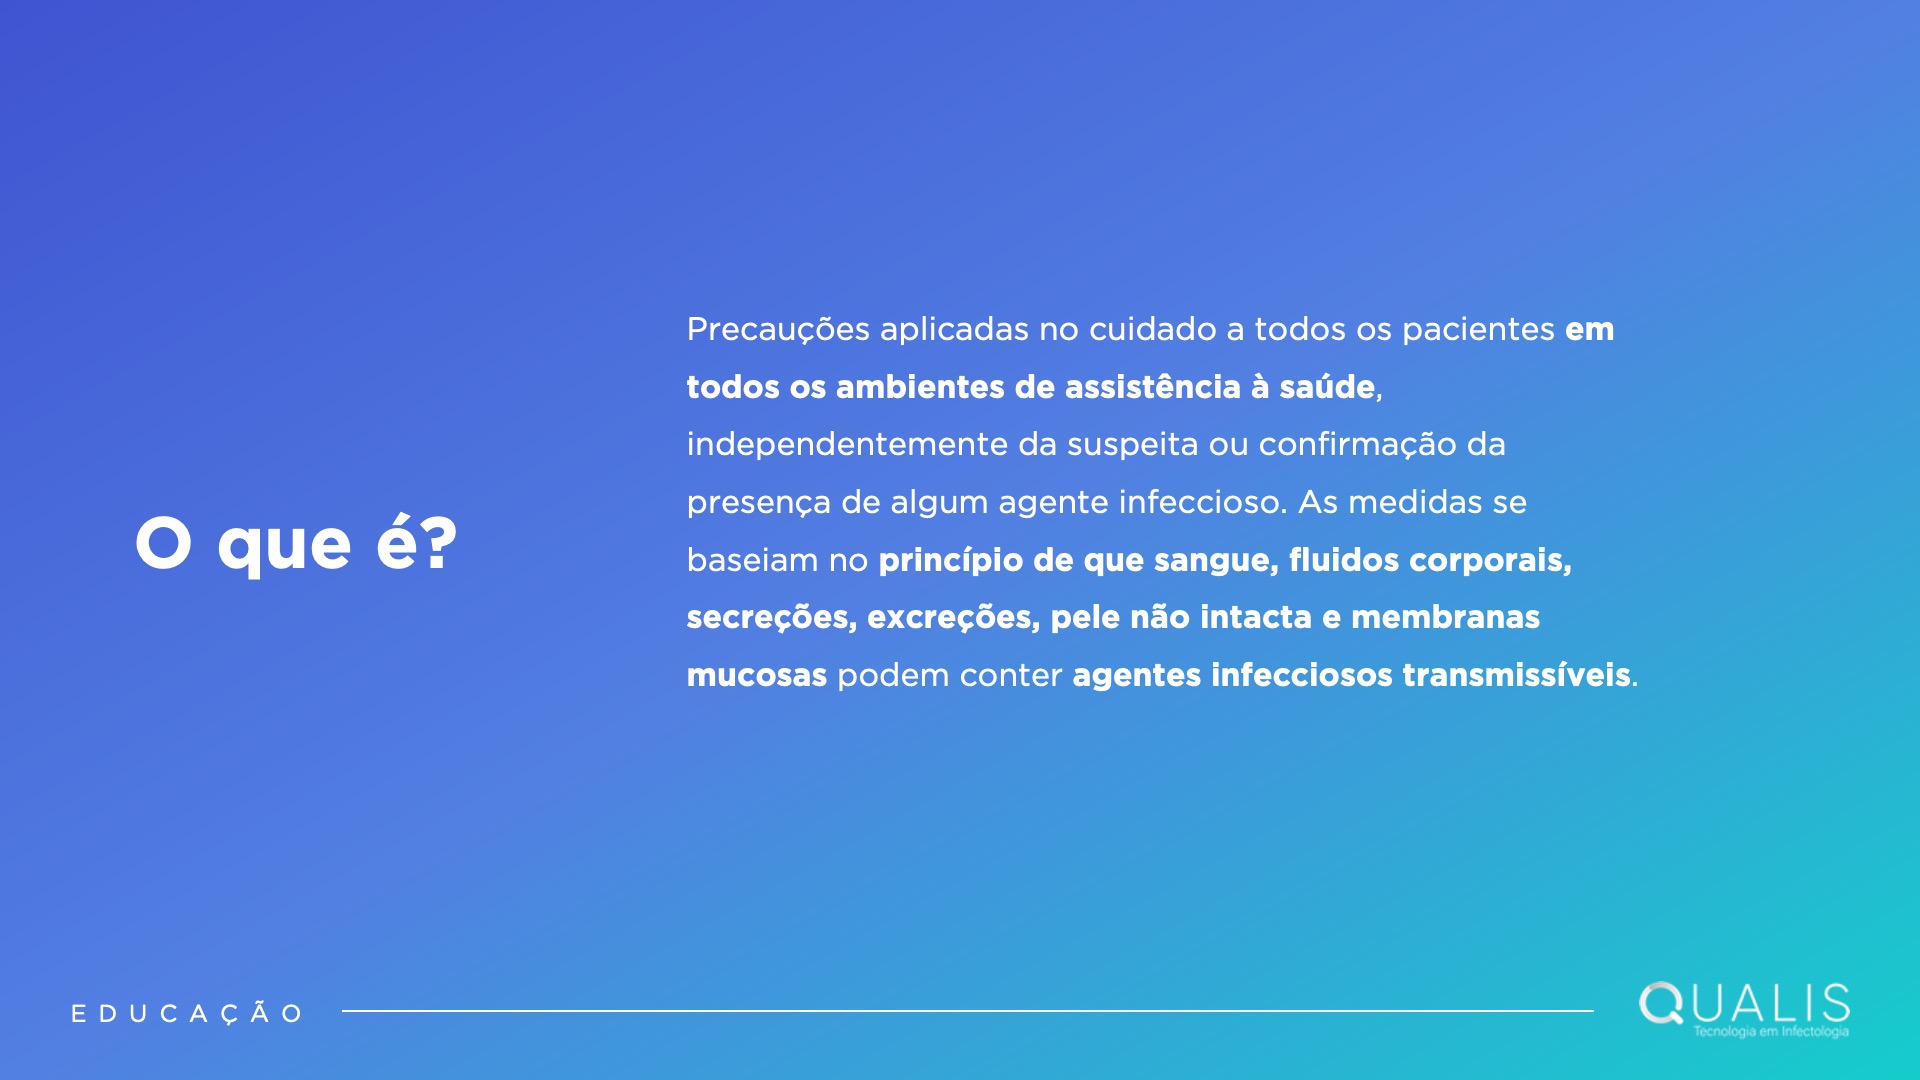 O que é?
Precauções aplicadas no cuidado a todos os pacientes em
todos os ambientes de assistência à saúde,
independentemente da suspeita ou confirmação da
presença de algum agente infeccioso. As medidas se
baseiam no princípio de que sangue, fluidos corporais,
secreções, excreções, pele não intacta e membranas
mucosas podem conter agentes infecciosos transmissíveis.
EDUCAÇÃO
QUALIS
Tecnologia em Infectologia